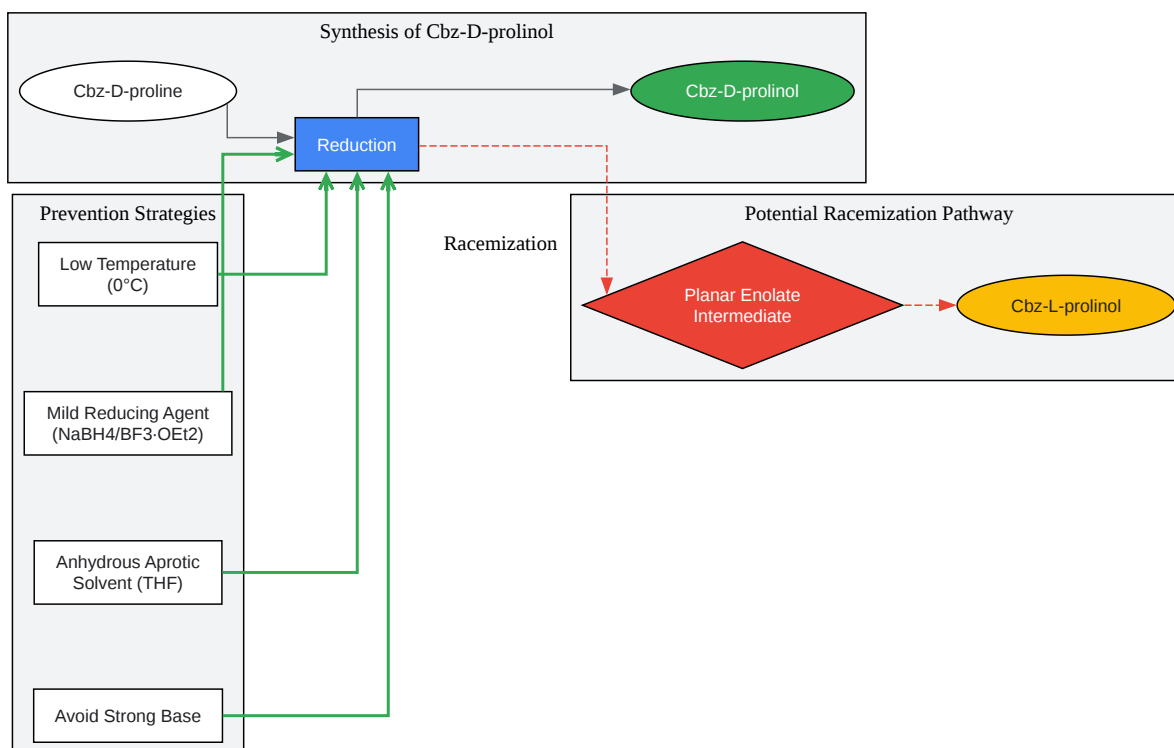 Synthesis of Cbz-D-prolinol
Cbz-D-proline
Cbz-D-prolinol
Reduction
Prevention Strategies
Potential Racemization Pathway
Racemization
Low Temperature
(0°C)
Planar Enolate
Intermediate
Cbz-L-prolinol
Mild Reducing Agent
(NaBH4/BF3·OEt2)
Anhydrous Aprotic
Solvent (THF)
Avoid Strong Base